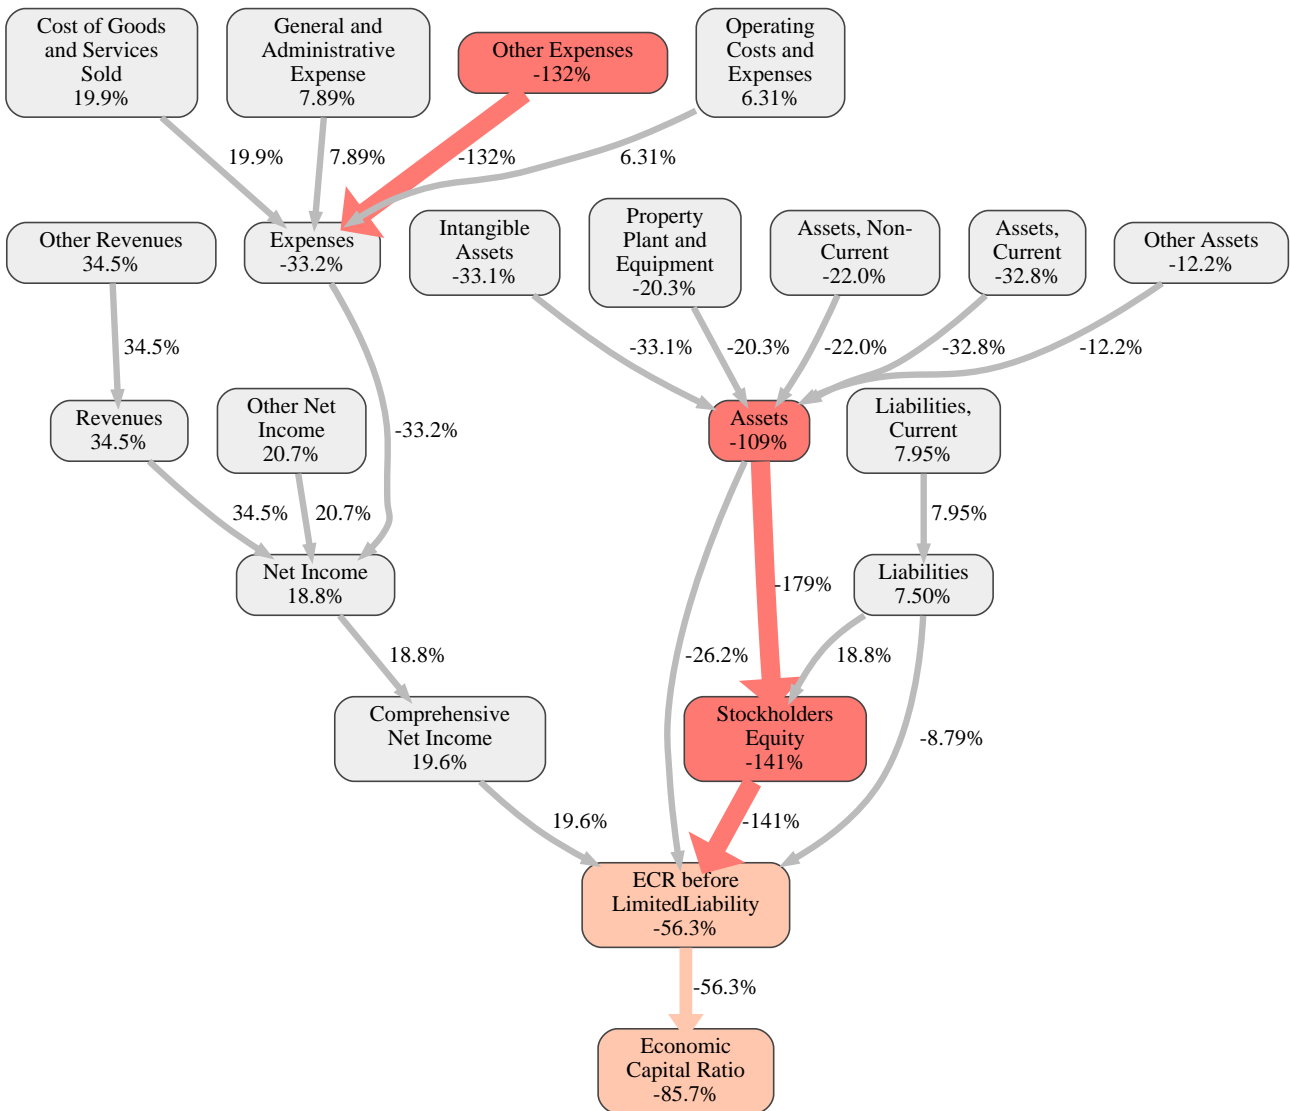 Cost of Goods
and Services
Sold
19.9%
General and
Administrative
Expense
7.89%
Other Expenses
-132%
Operating
Costs and
Expenses
6.31%
19.9%
7.89%
-132%
6.31%
Other Revenues
34.5%
Expenses
-33.2%
Intangible
Assets
-33.1%
Property
Plant and
Equipment
-20.3%
Assets, Non-
Current
-22.0%
Assets,
Current
-32.8%
Other Assets
-12.2%
34.5%
-33.1%
-20.3%
-22.0%
-32.8%
-12.2%
Revenues
34.5%
Other Net
Income
20.7%
-33.2%
Assets
-109%
Liabilities,
Current
7.95%
34.5%
20.7%
7.95%
Net Income
18.8%
-179%
Liabilities
7.50%
18.8%
-26.2%
18.8%
Comprehensive
Net Income
19.6%
Stockholders
Equity
-141%
-8.79%
19.6%
-141%
ECR before
LimitedLiability
-56.3%
-56.3%
Economic
Capital Ratio
-85.7%